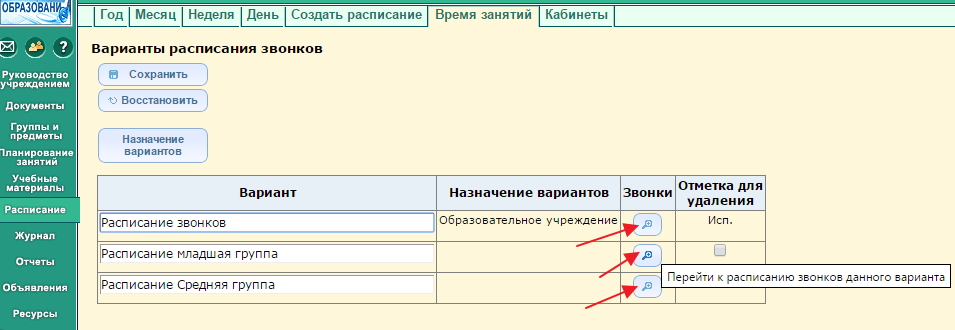 ОБРАЗОВАНИ
Год Месяц Неделя День Создать расписание Время занятий Кабинеты
Варианты расписания звонков
Сохранить
Восстановить
Назначение
вариантов
Руководство
учреждением
Документы
Группы и
предметы
Планирование
занятий
Учебные
материалы
Расписание
Журнал
Отчеты
Объявления
Ресурсы
Вариант Назначение вариантов Звонки Отметка для
удаления
Расписание звонков Образовательное учреждение Исп.
Расписание младшая группа
Перейти к расписанию звонков данного варианта
Расписание Средняя группа